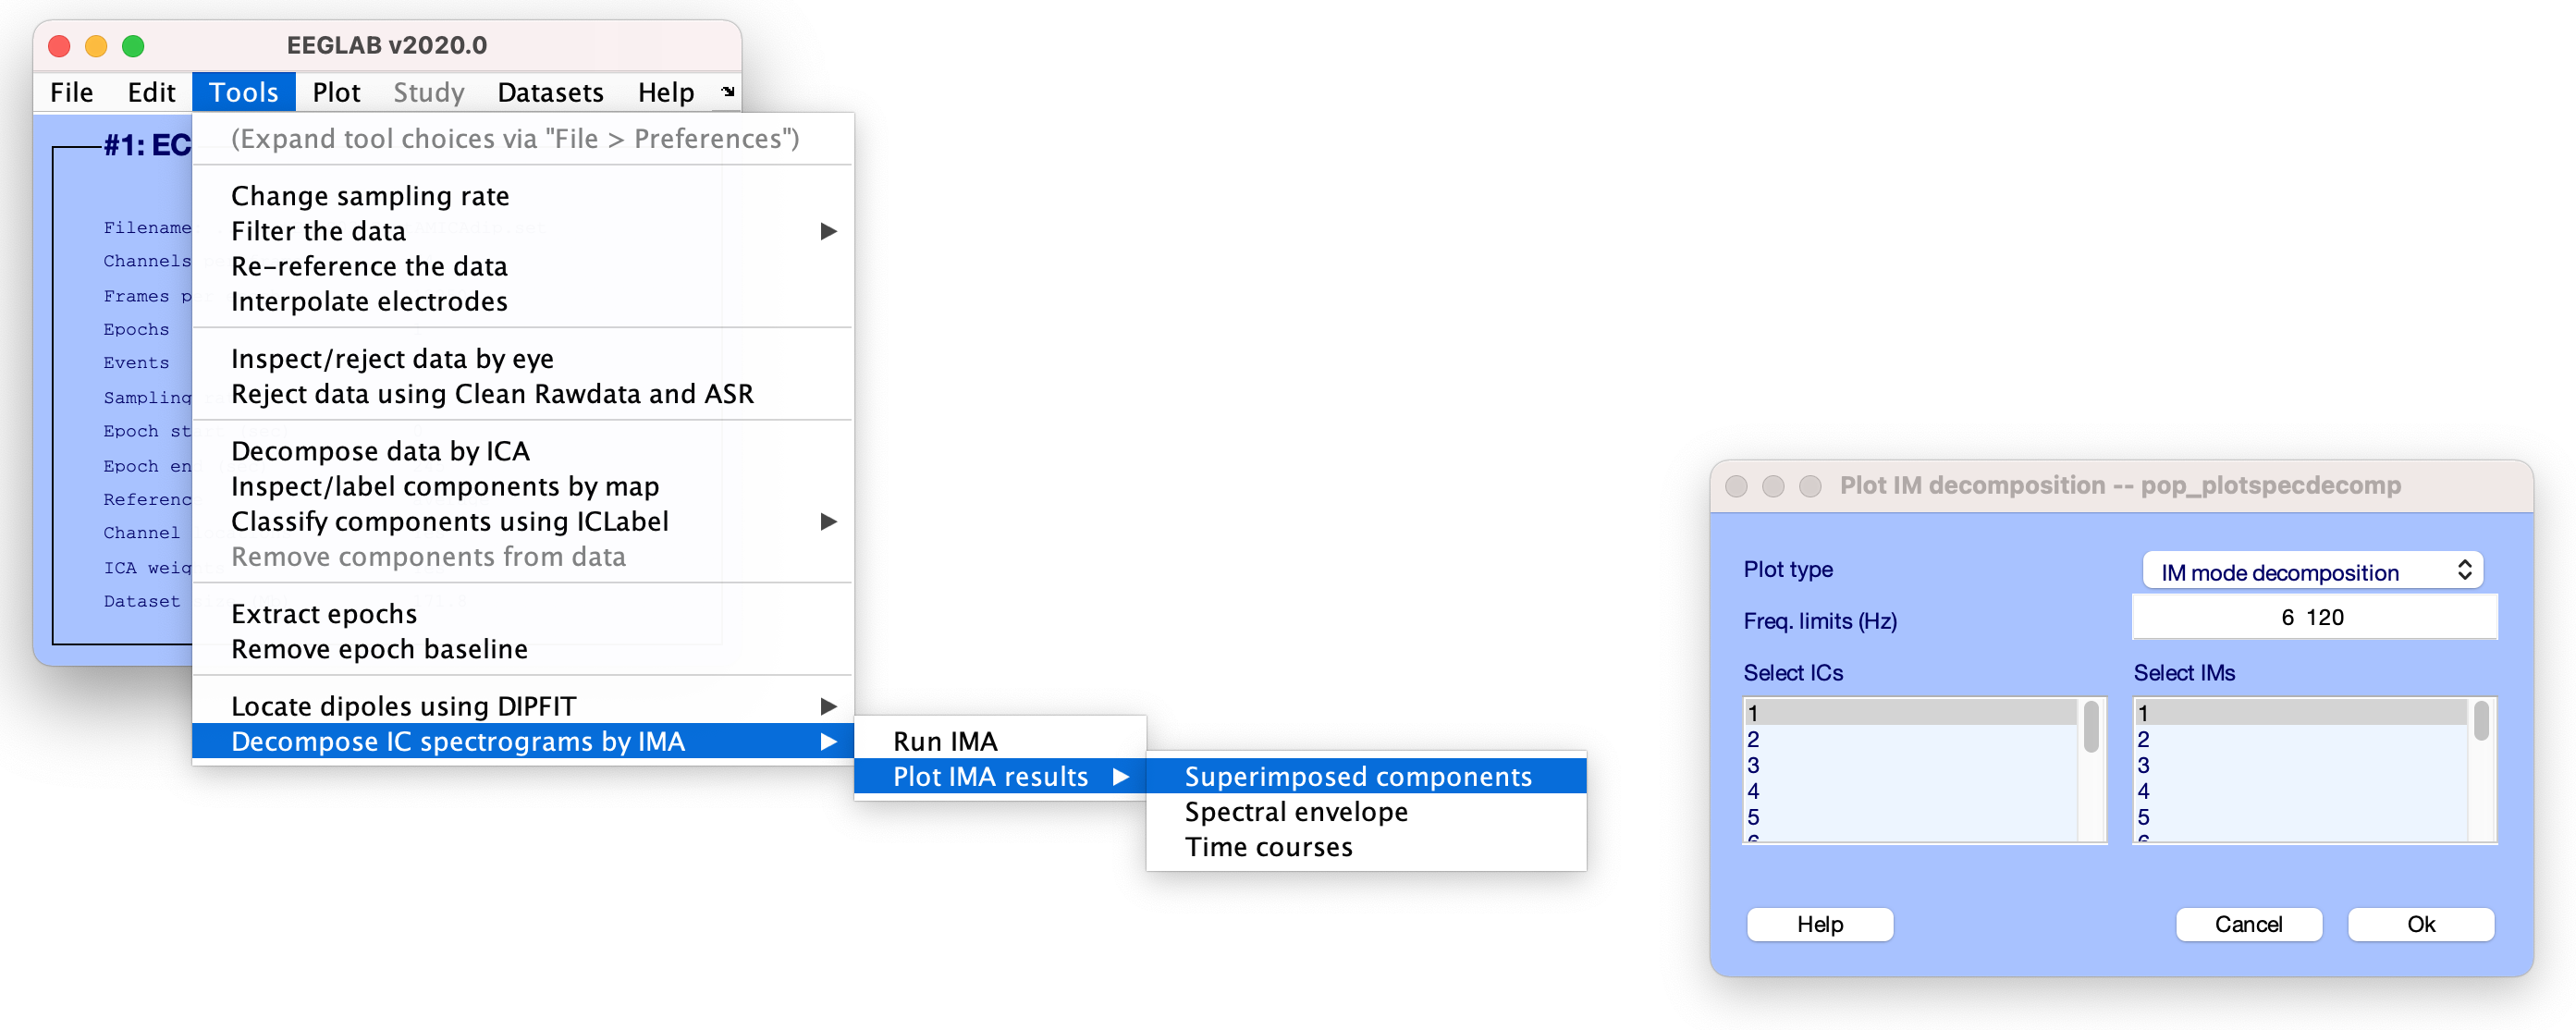 EEGLAB v2020.0
File Edit Tools Plot Study Datasets Help
#1: EC
(Expand tool choices via "File > Preferences")
Change sampling rate
Filter the data
Re-reference the data
Interpolate electrodes
Inspect/reject data by eye
Reject data using Clean Rawdata and ASR
Decompose data by ICA
Inspect/label components by map
Classify components using ICLabel
Remove components from data
Extract epochs
Remove epoch baseline
Locate dipoles using DIPFIT
Decompose IC spectrograms by IMA
Filename
Channels
Frames p
Epochs
Events
Sampling
Epoch st
Epoch en
Referenc
Channel
ICA weig
Dataset
Run IMA
Plot IMA results
Superimposed components
Spectral envelope
Time courses
Plot IM decomposition -- pop_plotspecdecomp
Plot type IM mode decomposition
Freq. limits (Hz) 6 120
Select ICs Select IMs
1 1
2 2
3 3
4 4
5 5
6 6
Help Cancel Ok